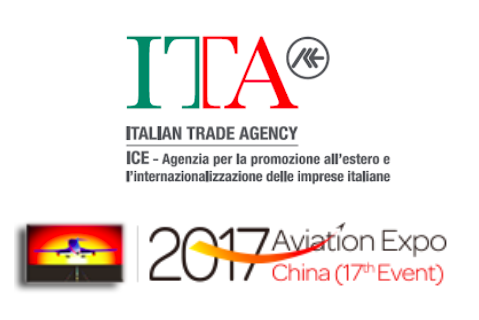 ITA
ITALIAN TRADE AGENCY
ICE - Agenzia per la promozione all'estero e
l'internazionalizzazione delle imprese italiane
2017 Aviation Expo
China (17th Event)